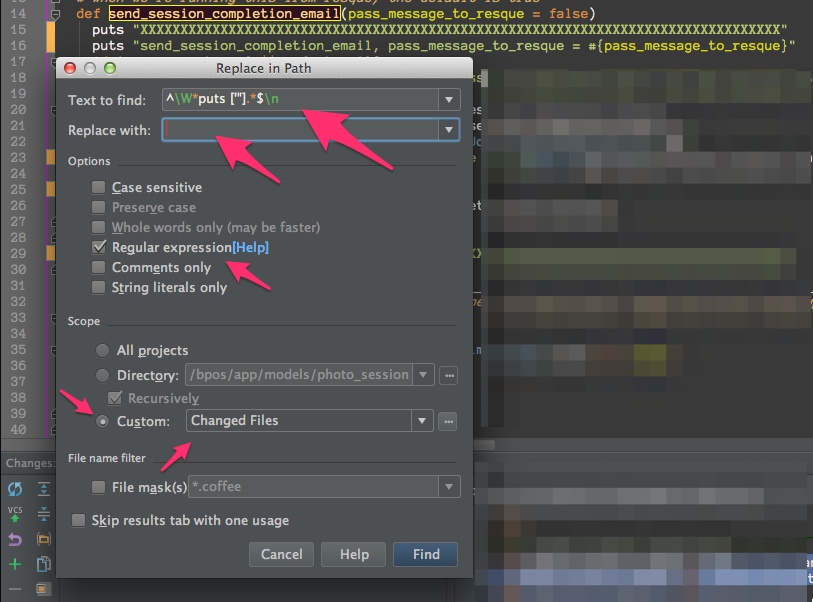 14 def send_session_completion_email(pass_message_to_resque = false)
15 puts "XXXXXXXXXXXXXXXXXXXXXXXXXXXXXXXXXXXXXXXXXXXXXXXXXXXXXXXXXXXXXXXXXXXXXXXXXXX"
16 puts "send_session_completion_email, pass_message_to_resque = #{pass_message_to_resque}"
17
18
19
20
21
22
23
24
25
26
27
28
29
30
31
32
33
34
35
36
37
38
39
40
Replace in Path
Text to find: ^\W*puts ['"].*$\n
Replace with:
Options
Case sensitive
Preserve case
Whole words only (may be faster)
Regular expression[Help]
Comments only
String literals only
Scope
All projects
Directory: /bpos/app/models/photo_session
Recursively
Custom: Changed Files
File name filter
File mask(s) *.coffee
Skip results tab with one usage
Cancel Help Find
Changes:
VCS